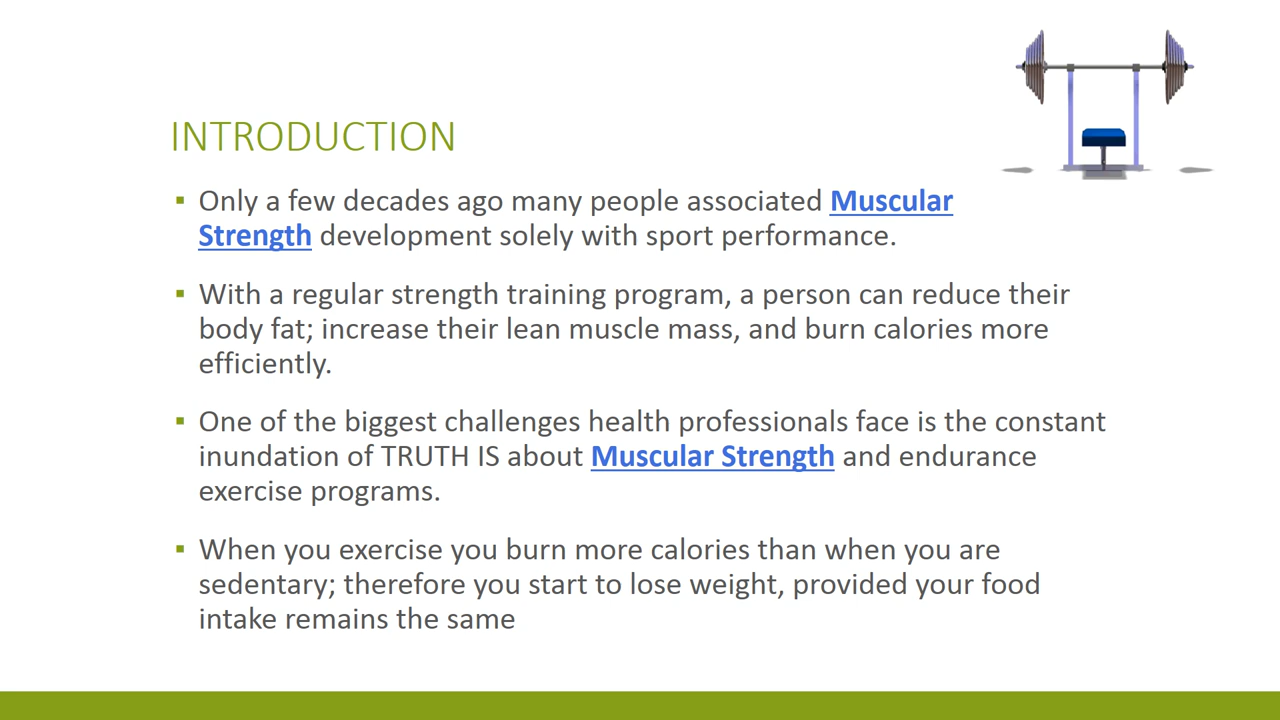 INTRODUCTION
▪ Only a few decades ago many people associated Muscular
Strength development solely with sport performance.
▪ With a regular strength training program, a person can reduce their
body fat; increase their lean muscle mass, and burn calories more
efficiently.
▪ One of the biggest challenges health professionals face is the constant
inundation of TRUTH IS about Muscular Strength and endurance
exercise programs.
▪ When you exercise you burn more calories than when you are
sedentary; therefore you start to lose weight, provided your food
intake remains the same